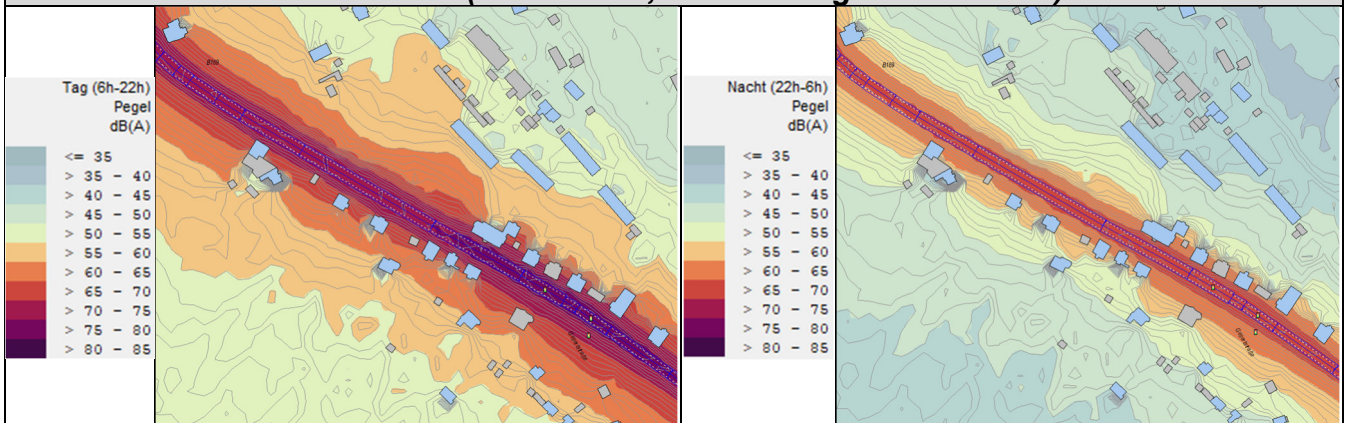 Tag (6h-22h)
Pegel
dB(A)
<= 35
> 35 - 40
> 40 - 45
> 45 - 50
> 50 - 55
> 55 - 60
> 60 - 65
> 65 - 70
> 70 - 75
> 75 - 80
> 80 - 85
Nacht (22h-6h)
Pegel
dB(A)
<= 35
> 35 - 40
> 40 - 45
> 45 - 50
> 50 - 55
> 55 - 60
> 60 - 65
> 65 - 70
> 70 - 75
> 75 - 80
> 80 - 85